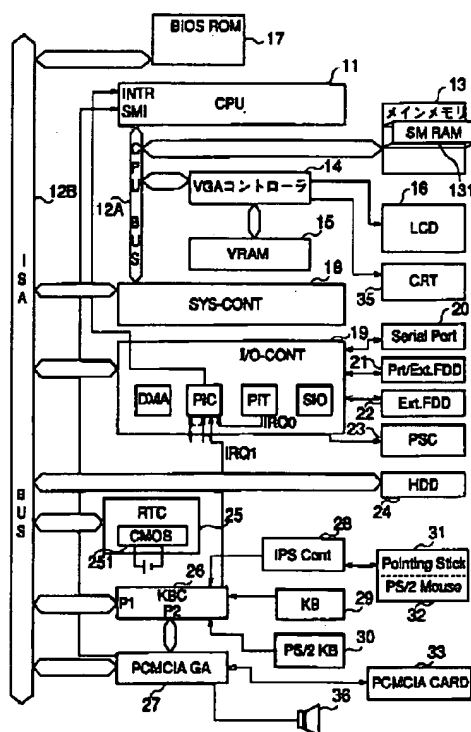 BIOS ROM
17
11
13
INTR
SMI
CPU
メインメモリ
SM RAM
131
CPU BUS
12A
12B
14
VGAコントローラ
16
LCD
15
VRAM
CRT
35
18
SYS-CONT
ISA BUS
19
I/O-CONT
20
Serial Port
21
Prt/Ext.FDD
DMA
PIC
PIT
SIO
22
Ext.FDD
IRQ0
23
PSC
IRQ1
HDD
24
RTC
CMOS
25
251
28
IPS Cont
31
Pointing Stick
PS/2 Mouse
32
26
P1
KBC
P2
KB
29
PS/2 KB
30
33
PCMCIA GA
27
PCMCIA CARD
36